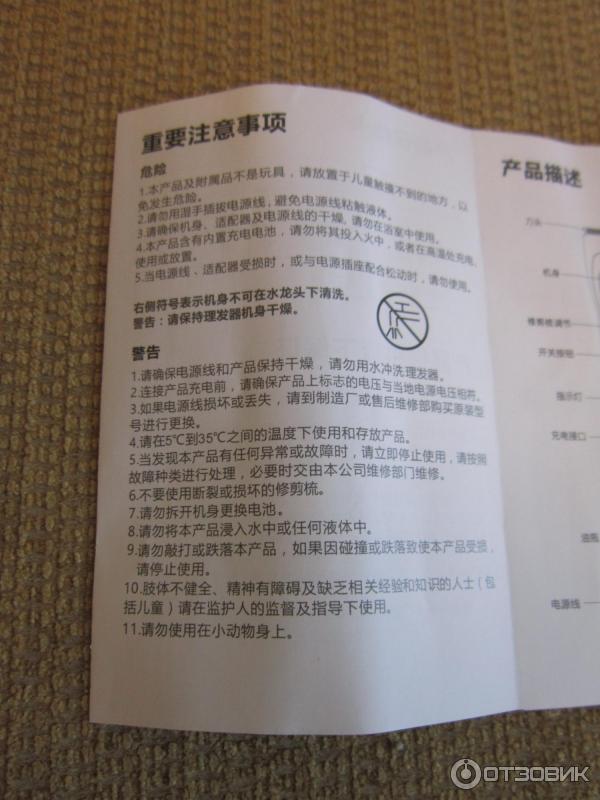 重要注意事项
危险
1.本产品及附属品不是玩具，请放置于儿童触摸不到的地方，以
免发生危险。
2.请勿用湿手插拔电源线，避免电源线粘触液体。
3.请确保机身、适配器及电源线的干燥，请勿在浴室中使用。
4.本产品含有内置充电电池，请勿将其投入火中，或者在高温处充电、
使用或放置。
5.当电源线、适配器受损时，或与电源插座配合松动时，请勿使用。
右侧符号表示机身不可在水龙头下清洗。
警告：请保持理发器机身干燥。
警告
1.请确保电源线和产品保持干燥，请勿用水冲洗理发器。
2.连接产品充电前，请确保产品上标志的电压与当地电源电压相符。
3.如果电源线损坏或丢失，请到制造厂或售后维修部购买原装型
号进行更换。
4.请在5℃到35℃之间的温度下使用和存放产品。
5.当发现本产品有任何异常或故障时，请立即停止使用，请按照
故障种类进行处理，必要时交由本公司维修部门维修。
6.不要使用断裂或损坏的修剪梳。
7.请勿拆开机身更换电池。
8.请勿将本产品浸入水中或任何液体中。
9.请勿敲打或跌落本产品，如果因碰撞或跌落致使本产品受损，
请停止使用。
10.肢体不健全、精神有障碍及缺乏相关经验和知识的人士（包
括儿童）请在监护人的监督及指导下使用。
11.请勿使用在小动物身上。
产品描述
刀头
机身
推剪梳调节
开关按钮
指示灯
充电接口
油瓶
电源线
ОТЗОВИК